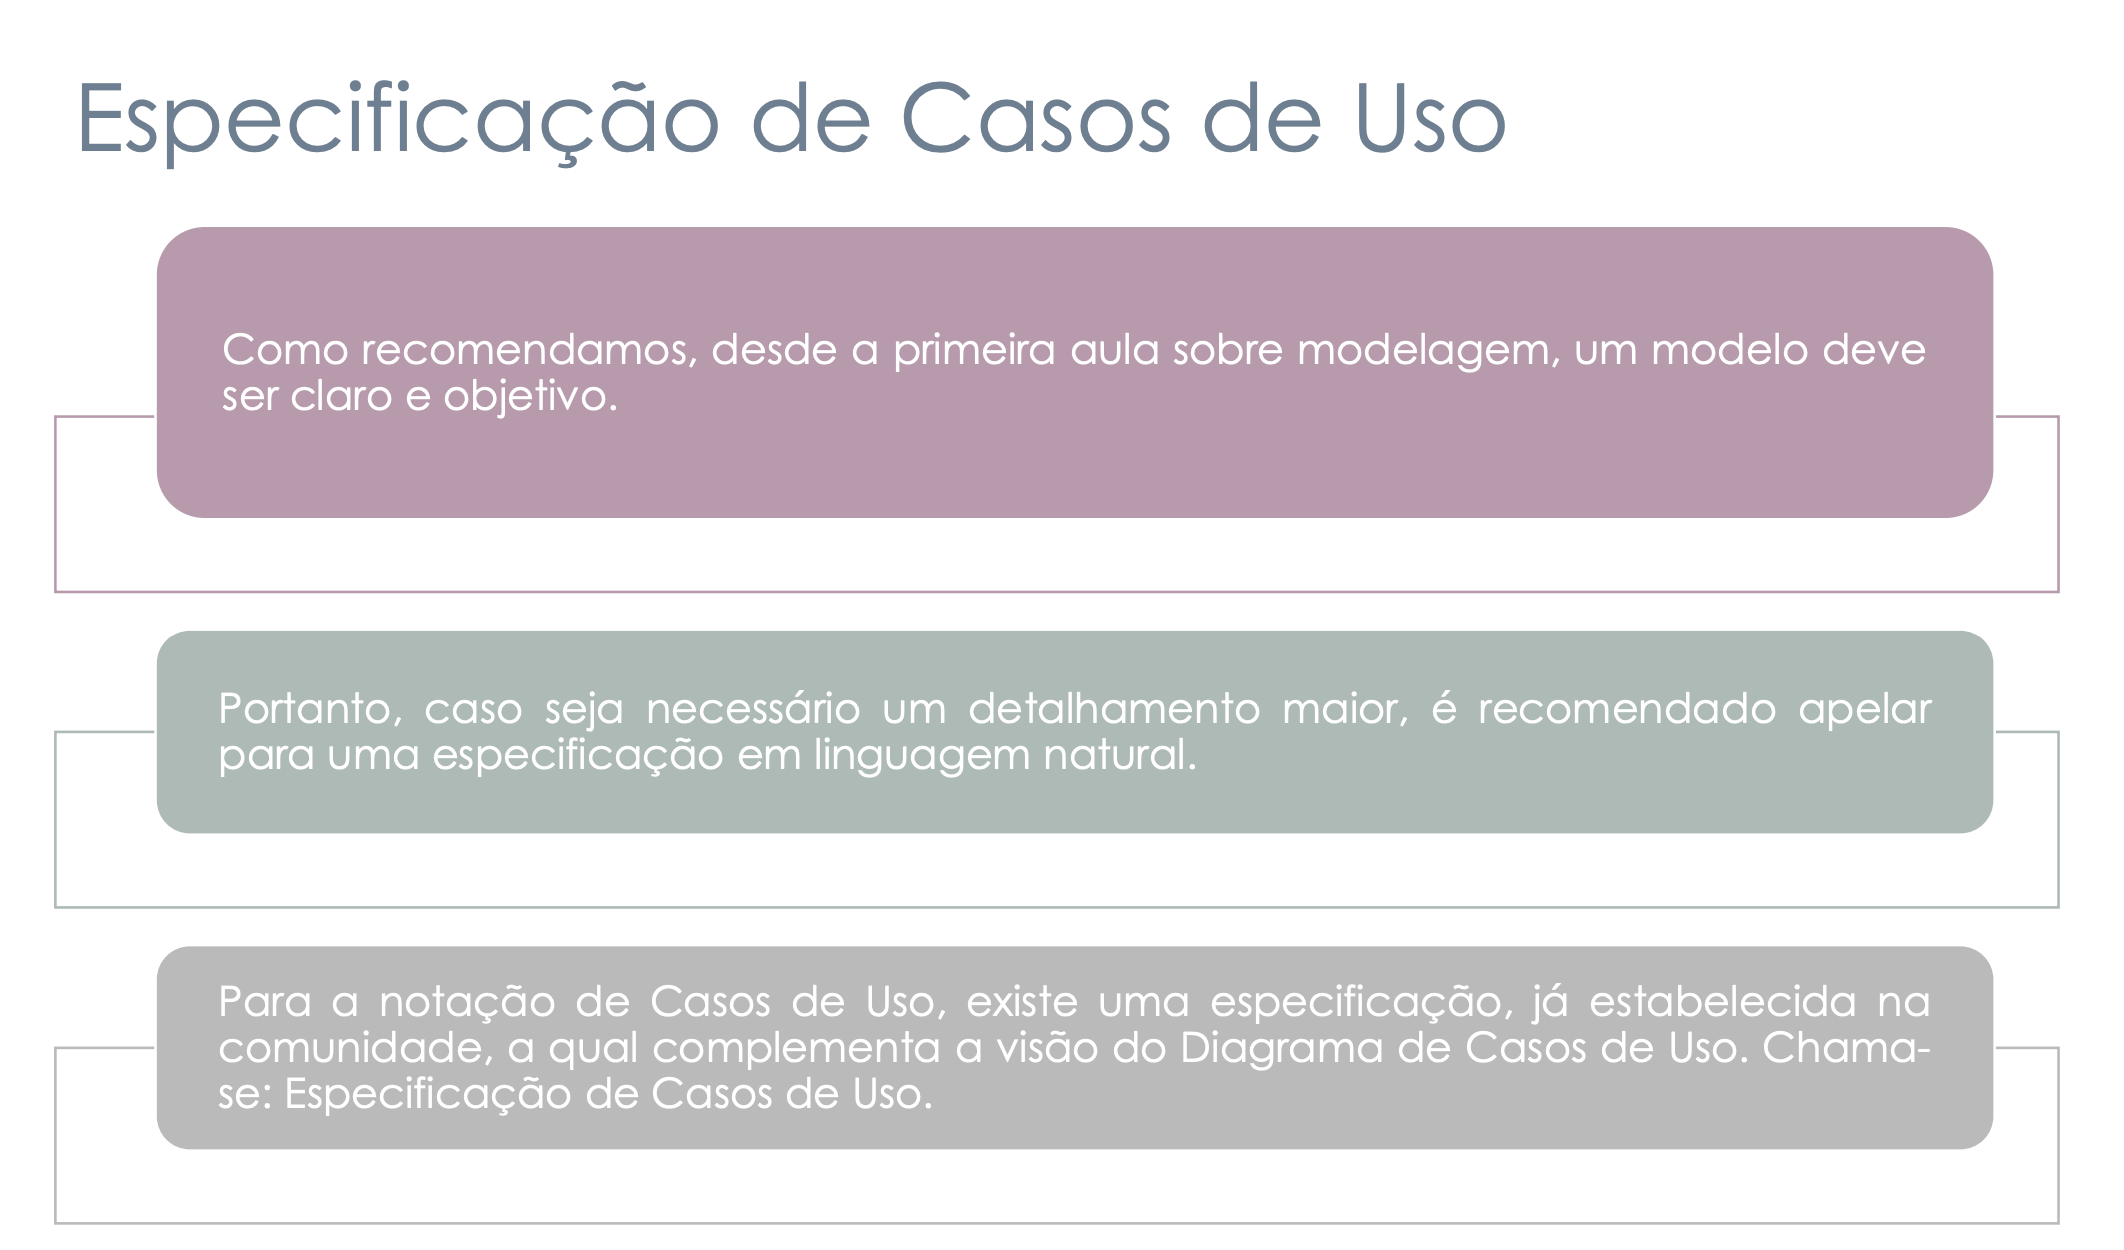 Especificação de Casos de Uso
Como recomendamos, desde a primeira aula sobre modelagem, um modelo deve
ser claro e objetivo.
Portanto, caso seja necessário um detalhamento maior, é recomendado apelar
para uma especificação em linguagem natural.
Para a notação de Casos de Uso, existe uma especificação, já estabelecida na
comunidade, a qual complementa a visão do Diagrama de Casos de Uso. Chama-
se: Especificação de Casos de Uso.